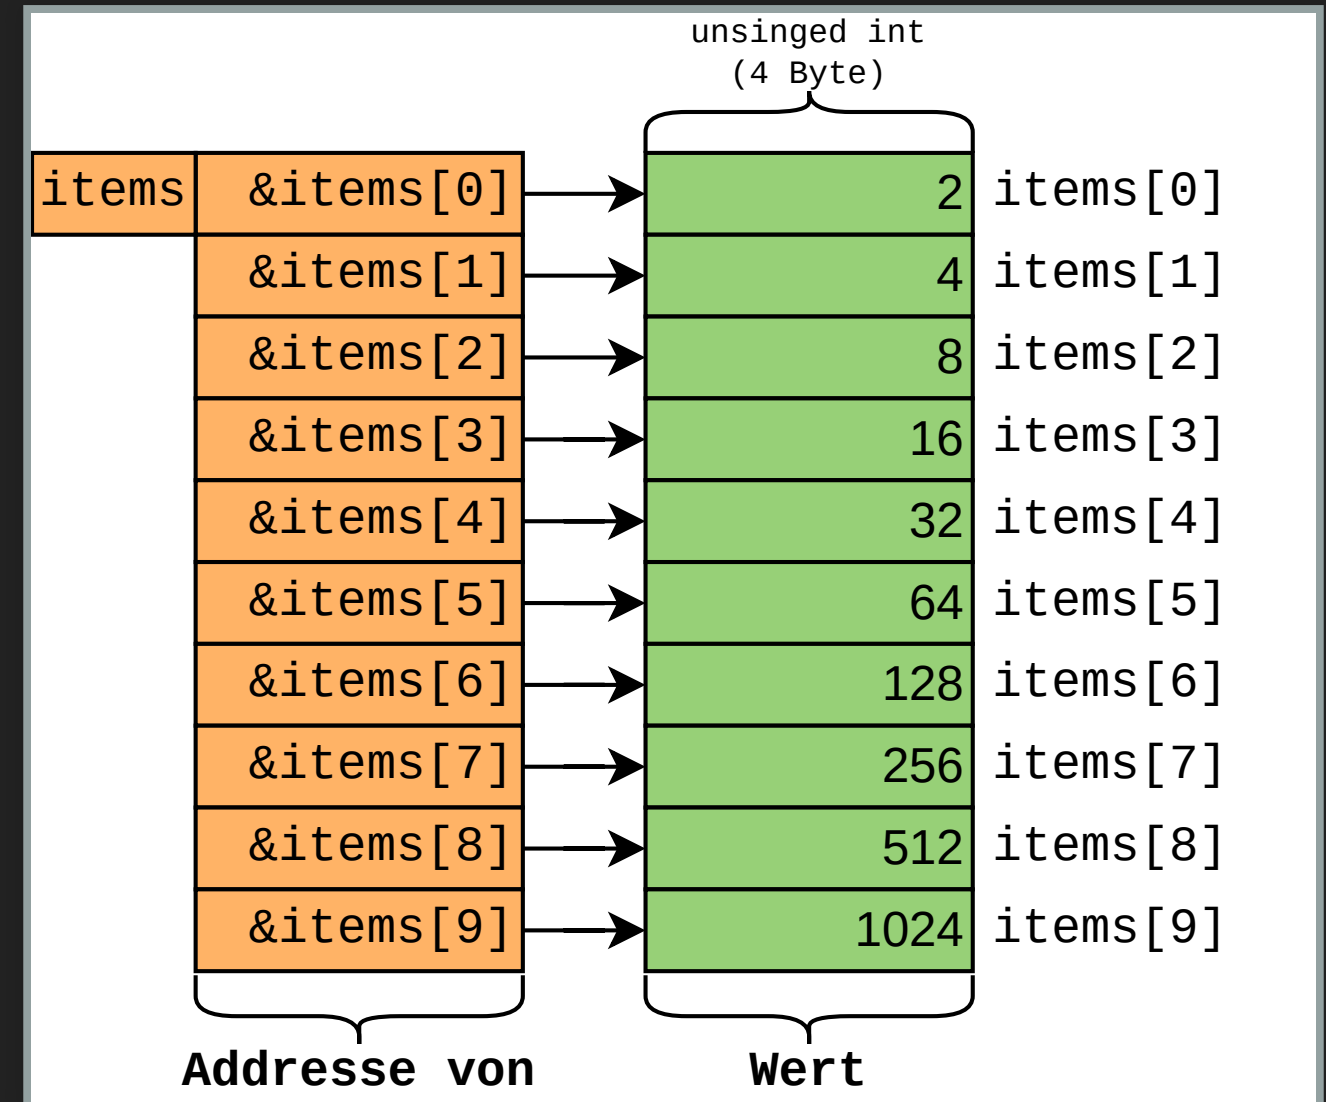 unsinged int
(4 Byte)
items &items[0] 2 items[0]
&items[1] 4 items[1]
&items[2] 8 items[2]
&items[3] 16 items[3]
&items[4] 32 items[4]
&items[5] 64 items[5]
&items[6] 128 items[6]
&items[7] 256 items[7]
&items[8] 512 items[8]
&items[9] 1024 items[9]
Addresse von Wert